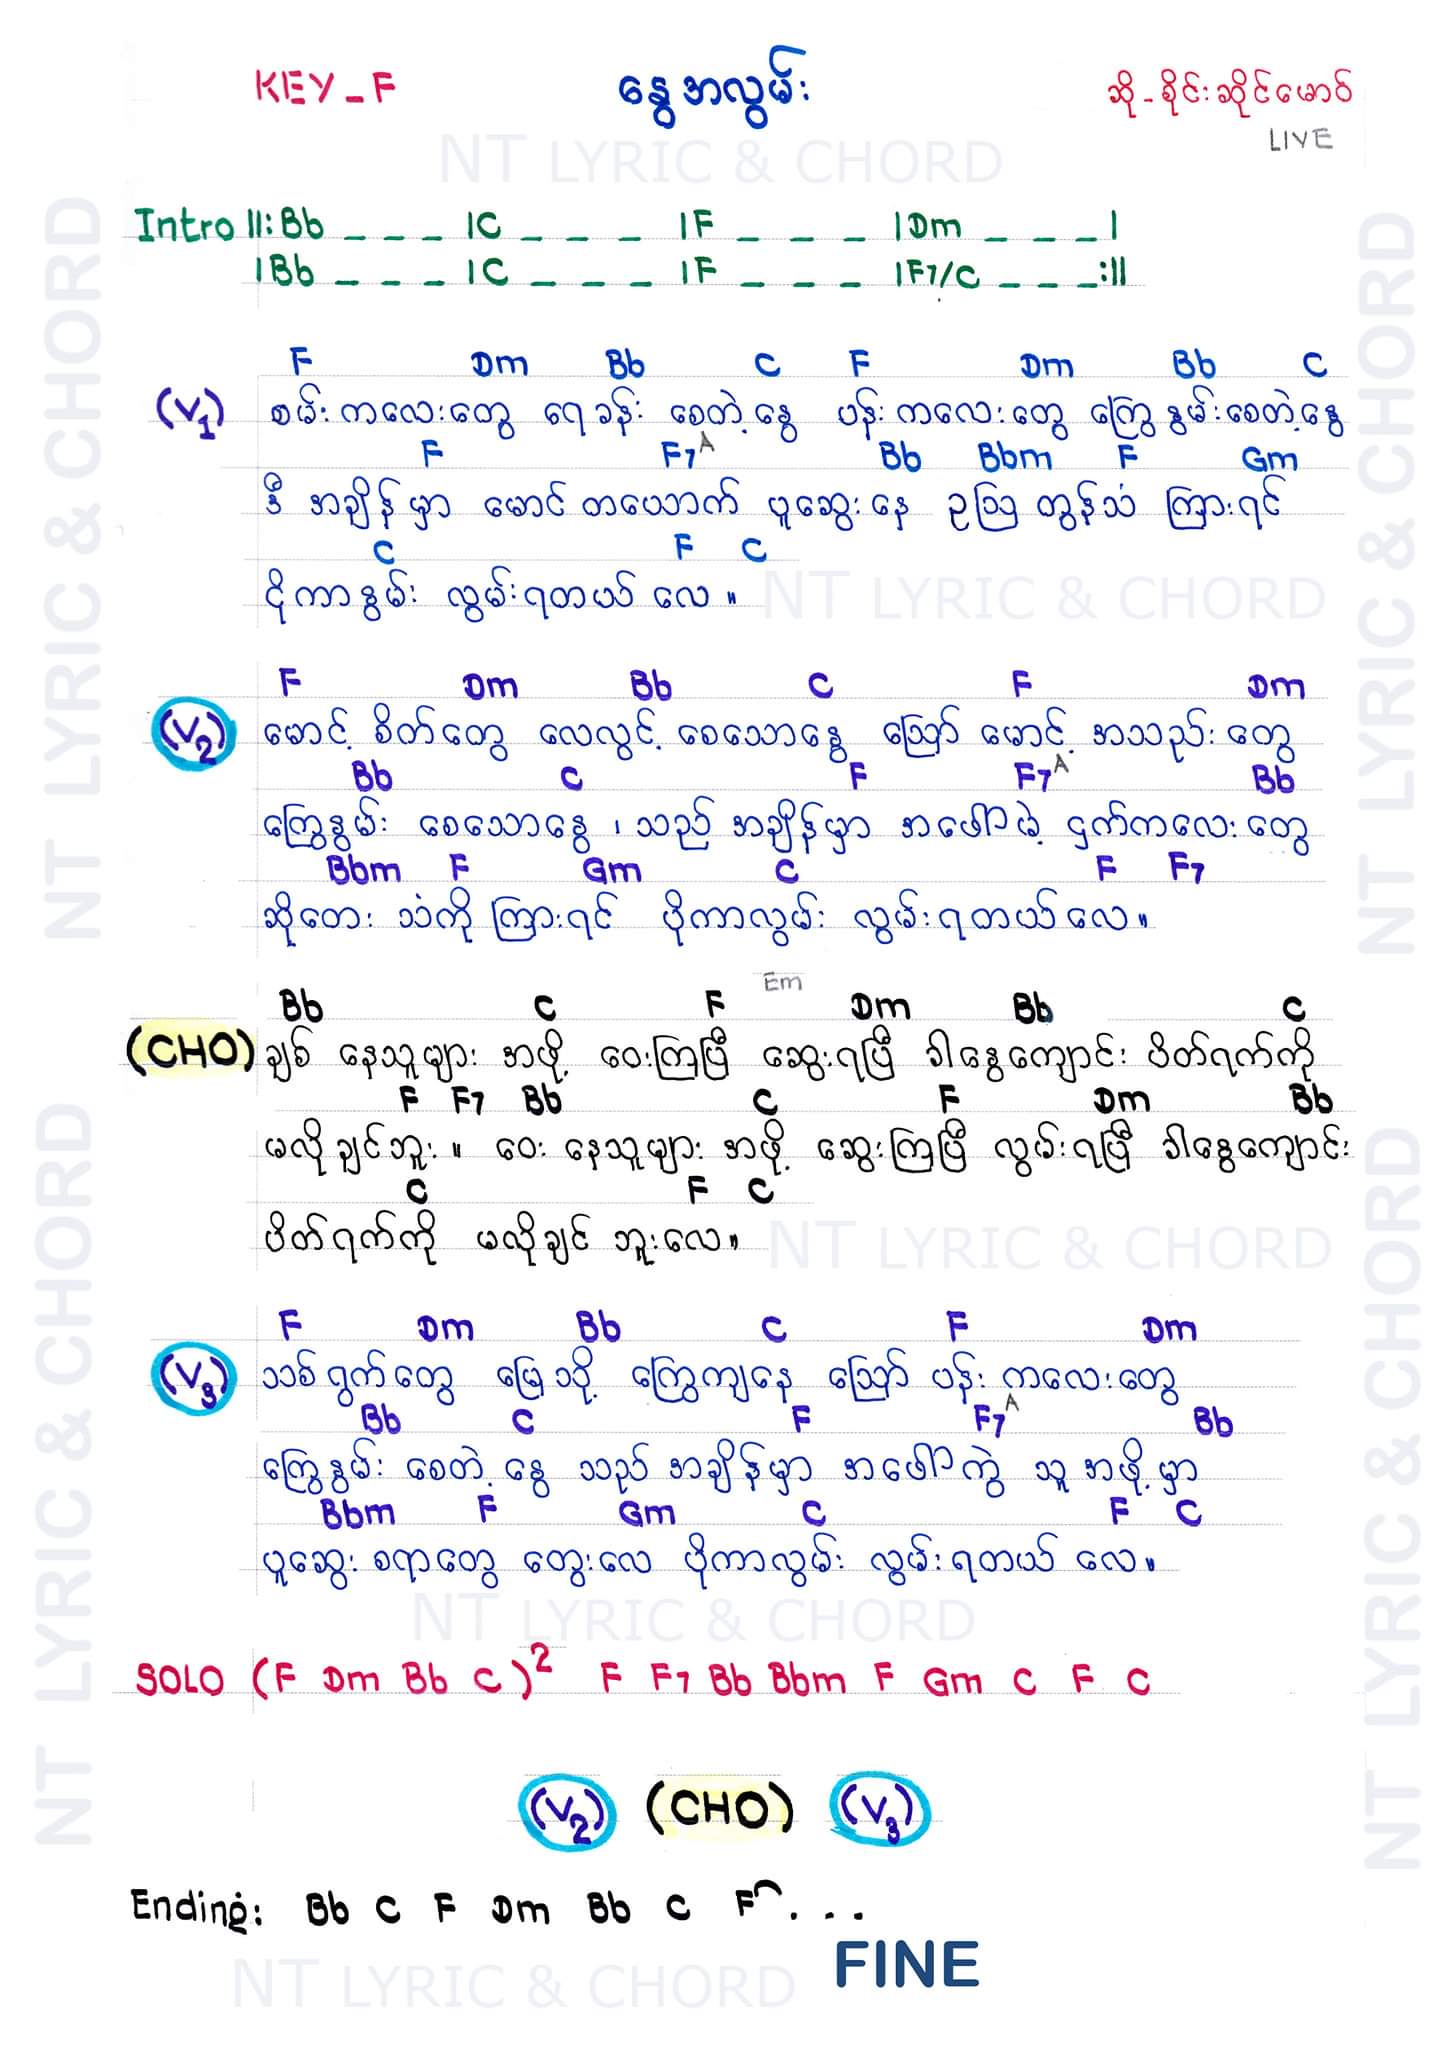 KEY_F နွေအလွမ်း ဆို-စိုင်းဆိုင်မောဝ်
LIVE
NT LYRIC & CHORD
Intro ||: Bb _ _ _ |C _ _ _ |F _ _ _ |Dm _ _ _ |
|Bb _ _ _ |C _ _ _ |F _ _ _ |F7/C _ _ _ :||
F Dm Bb C F Dm Bb C
(V1) စမ်းကလေးတွေ ရေခန်း စေတဲ့နွေ ပန်းကလေးတွေ ကြွေနွမ်းစေတဲ့နွေ
F F7 A Bb Bbm F Gm
ဒီ အချိန်မှာ မောင်တယောက် ပူဆွေးနေ ဥဩတွန်သံ ကြားရင်
C F C
ငိုကာနွမ်း လွမ်းရတယ်လေ။
NT LYRIC & CHORD
F Dm Bb C F Dm
(V2) မောင့်စိတ်တွေ လေလွင့်စေသောနွေ ဪ မောင့်အသည်းတွေ
Bb C F F7 A Bb
ကြွေနွမ်း စေသောနွေ၊ သည်အချိန်မှာ အဖေါ်မဲ့ ငှက်ကလေးတွေ
Bbm F Gm C F F7
ဆိုတေးသံကို ကြားရင် ပိုကာလွမ်း လွမ်းရတယ်လေ။
Em
Bb C F Dm Bb C
(CHO) ချစ်နေသူများအဖို့ ဝေးကြပြီ ဆွေးရပြီ ခါနွေကျောင်းပိတ်ရက်ကို
F F7 Bb C F Dm Bb
မလိုချင်ဘူး။ ဝေးနေသူများအဖို့ ဆွေးကြပြီ လွမ်းရပြီ ခါနွေကျောင်း
C F C
ပိတ်ရက်ကို မလိုချင်ဘူးလေ။
NT LYRIC & CHORD
F Dm Bb C F Dm
(V3) သစ်ရွက်တွေ မြေသို့ ကြွေကျနေ ဪ ပန်းကလေးတွေ
Bb C F F7 A Bb
ကြွေနွမ်းစေတဲ့နွေ သည်အချိန်မှာ အဖေါ်ကွဲ သူအဖို့မှာ
Bbm F Gm C F C
ပူဆွေးစရာတွေ တွေးလေ ပိုကာလွမ်း လွမ်းရတယ်လေ။
NT LYRIC & CHORD
SOLO (F Dm Bb C)2 F F7 Bb Bbm F Gm C F C
(V2) (CHO) (V3)
Ending: Bb C F Dm Bb C F . . .
FINE
NT LYRIC & CHORD
NT LYRIC & CHORD
NT LYRIC & CHORD
NT LYRIC & CHORD
NT LYRIC & CHORD